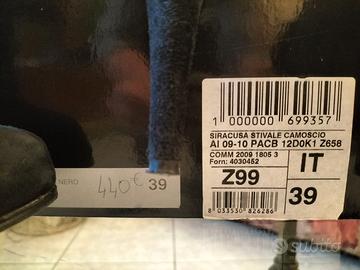 1 000000 699357
SIRACUSA STIVALE CAMOSCIO
AI 09-10 PACB 12D0K1 Z658
COMM 2009 1805 3
Forn: 4030452
Z99
IT
39
8 033530 826286
NERO
440€
39
subito